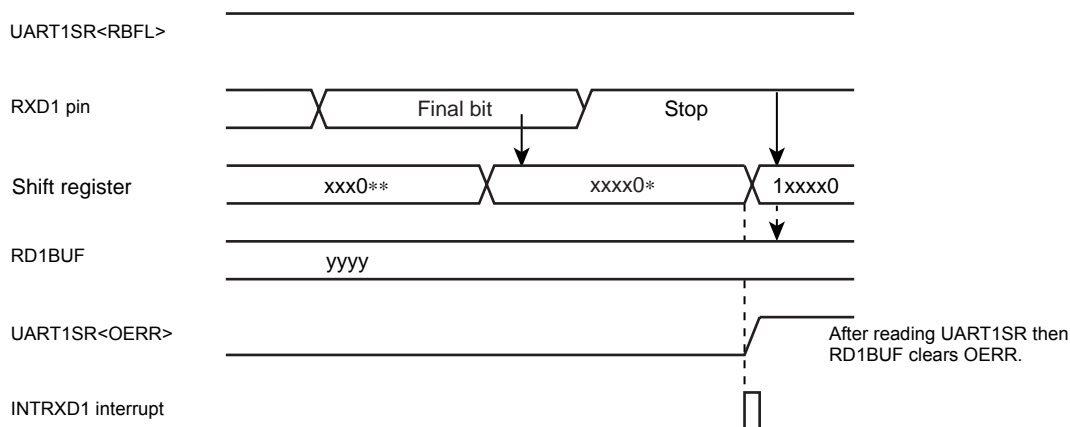 UART1SR<RBFL>
RXD1 pin
Final bit
Stop
Shift register
xxx0**
xxxx0*
1xxxx0
RD1BUF
yyyy
UART1SR<OERR>
After reading UART1SR then
RD1BUF clears OERR.
INTRXD1 interrupt